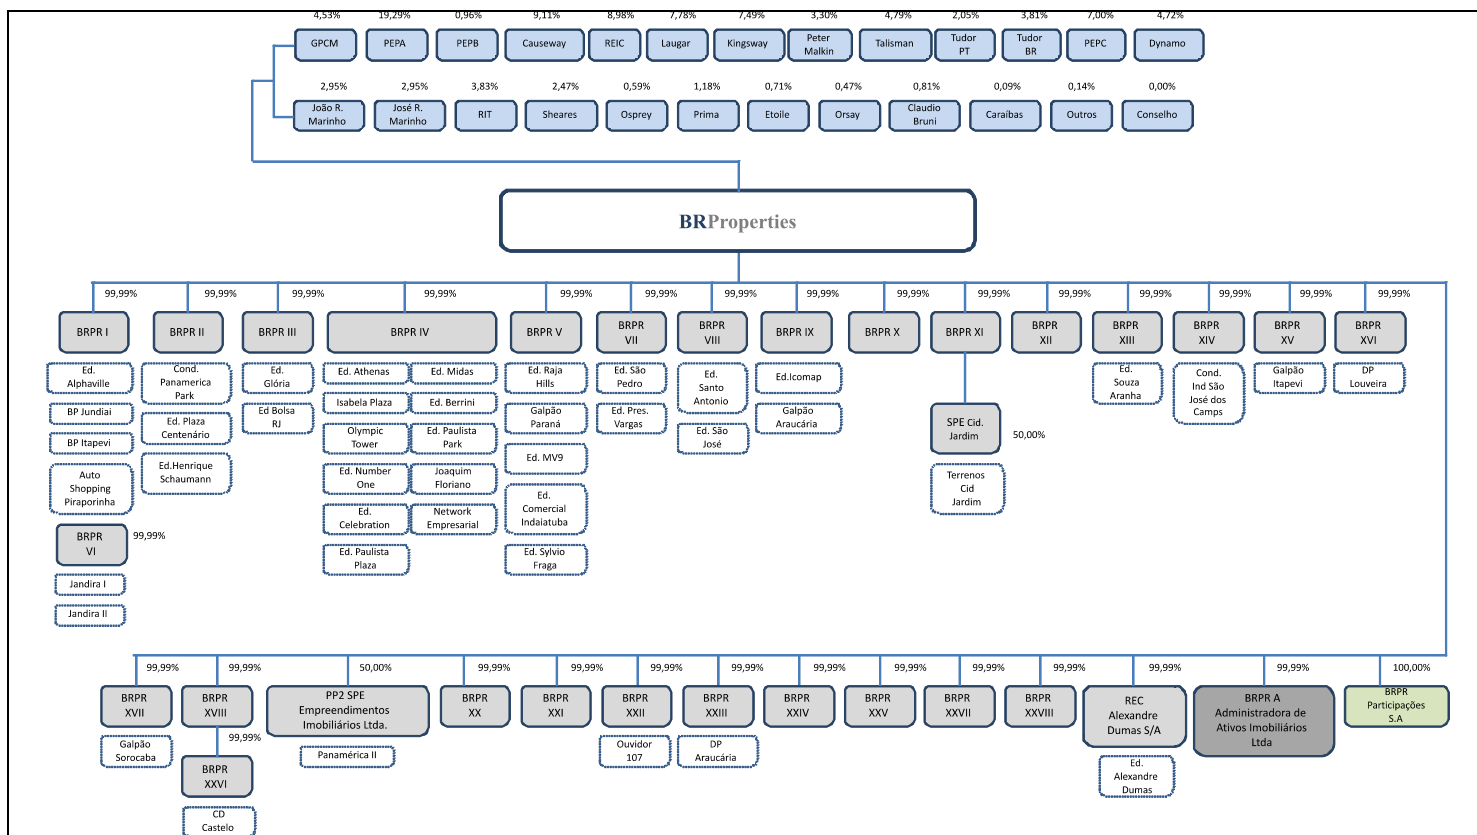 4,53% 19,29% 0,96% 9,11% 8,98% 7,78% 7,49% 3,30% 4,79% 2,05% 3,81% 7,00% 4,72%
GPCM
PEPA
PEPB
Causeway
REIC
Laugar
Kingsway
Peter
Malkin
Talisman
Tudor
PT
Tudor
BR
PEPC
Dynamo
2,95% 2,95% 3,83% 2,47% 0,59% 1,18% 0,71% 0,47% 0,81% 0,09% 0,14% 0,00%
João R.
Marinho
José R.
Marinho
RIT
Sheares
Osprey
Prima
Etoile
Orsay
Claudio
Bruni
Caraíbas
Outros
Conselho
BRProperties
99,99% 99,99% 99,99% 99,99% 99,99% 99,99% 99,99% 99,99% 99,99% 99,99% 99,99% 99,99% 99,99% 99,99% 99,99%
BRPR I
BRPR II
BRPR III
BRPR IV
BRPR V
BRPR
VII
BRPR
VIII
BRPR IX
BRPR X
BRPR XI
BRPR
XII
BRPR
XIII
BRPR
XIV
BRPR
XV
BRPR
XVI
Ed.
Alphaville
BP Jundiai
BP Itapevi
Auto
Shopping
Piraporinha
BRPR
VI
99,99%
Jandira I
Jandira II
Cond.
Panamerica
Park
Ed. Plaza
Centenário
Ed.Henrique
Schaumann
Ed.
Glória
Ed Bolsa
RJ
Ed. Athenas
Isabela Plaza
Olympic
Tower
Ed. Number
One
Ed.
Celebration
Ed. Paulista
Plaza
Ed. Midas
Ed. Berrini
Ed. Paulista
Park
Joaquim
Floriano
Network
Empresarial
Ed. Raja
Hills
Galpão
Paraná
Ed. MV9
Ed.
Comercial
Indaiatuba
Ed. Sylvio
Fraga
Ed. São
Pedro
Ed. Pres.
Vargas
Ed.
Santo
Antonio
Ed. São
José
Ed.Icomap
Galpão
Araucária
SPE Cid.
Jardim
50,00%
Terrenos
Cid
Jardim
Ed.
Souza
Aranha
Cond.
Ind São
José dos
Camps
Galpão
Itapevi
DP
Louveira
99,99% 99,99% 50,00% 99,99% 99,99% 99,99% 99,99% 99,99% 99,99% 99,99% 99,99% 99,99% 99,99% 100,00%
BRPR
XVII
Galpão
Sorocaba
BRPR
XVIII
99,99%
BRPR
XXVI
CD
Castelo
PP2 SPE
Empreendimentos
Imobiliários Ltda.
Panamérica II
BRPR
XX
BRPR
XXI
BRPR
XXII
Ouvidor
107
BRPR
XXIII
DP
Araucária
BRPR
XXIV
BRPR
XXV
BRPR
XXVII
BRPR
XXVIII
REC
Alexandre
Dumas S/A
Ed.
Alexandre
Dumas
BRPR A
Administradora de
Ativos Imobiliários
Ltda
BRPR
Participações
S.A